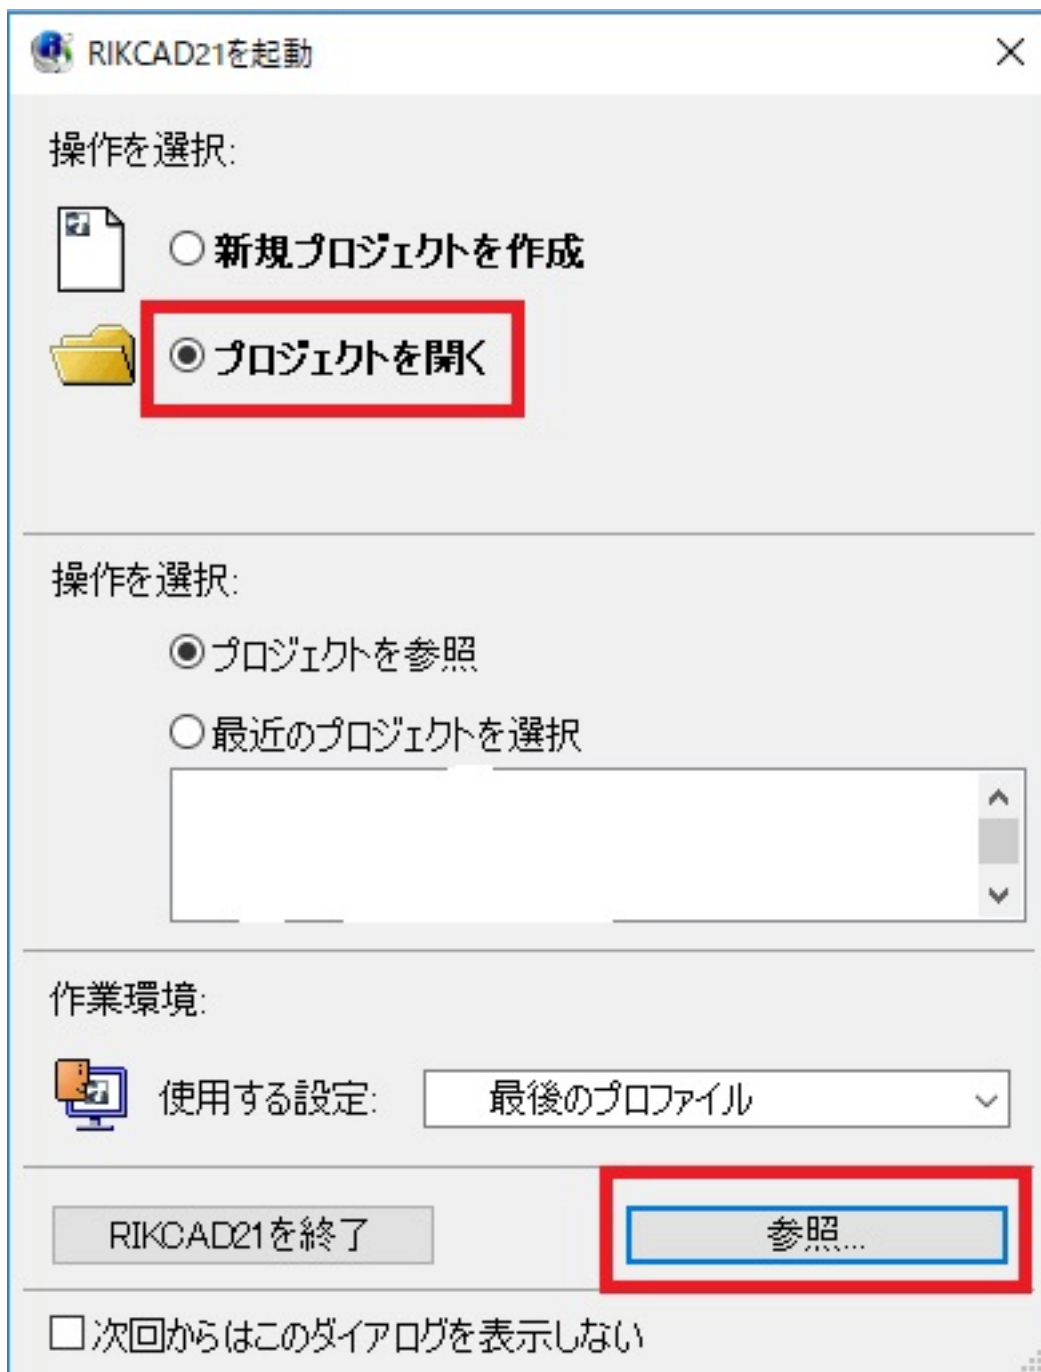 RIKCAD21を起動
操作を選択:
新規プロジェクトを作成
プロジェクトを開く
操作を選択:
プロジェクトを参照
最近のプロジェクトを選択
作業環境:
使用する設定: 最後のプロファイル
RIKCAD21を終了 参照...
次回からはこのダイアログを表示しない